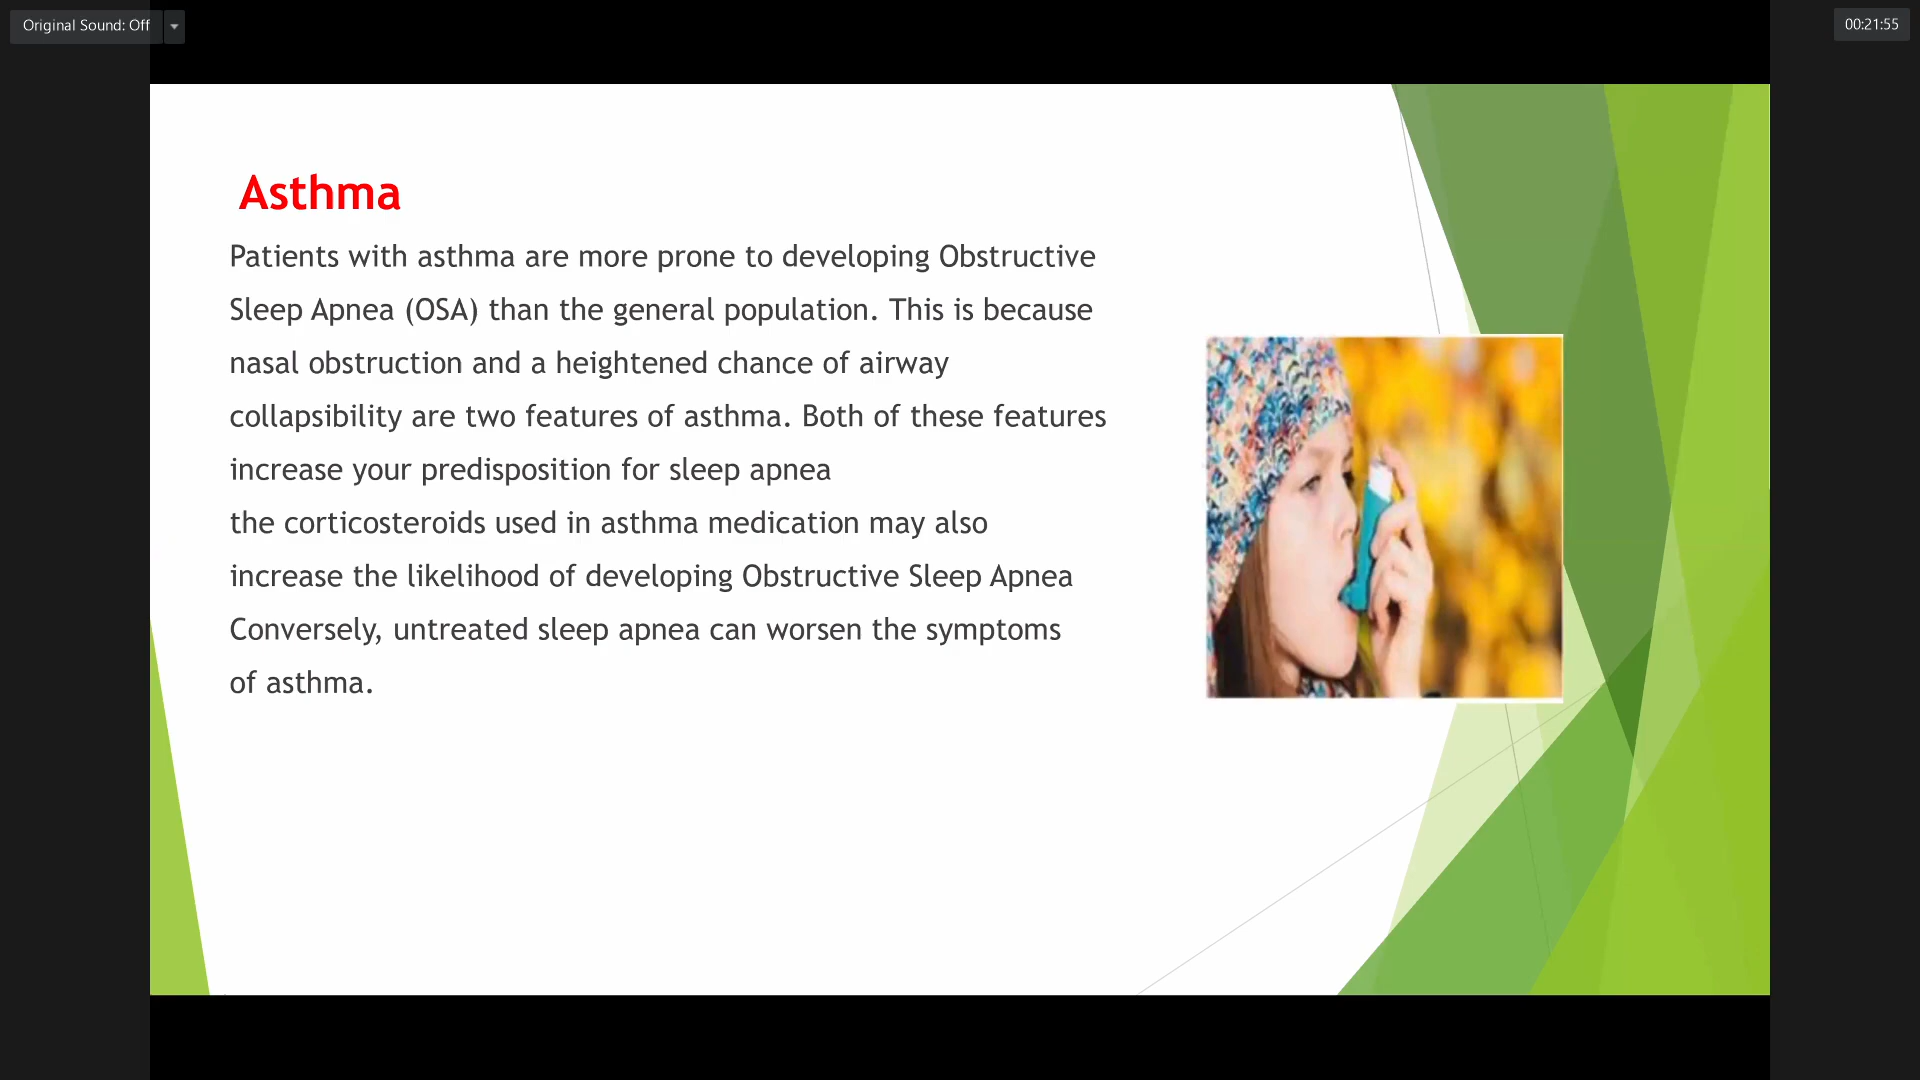 Original Sound: Off
00:21:55
Asthma
Patients with asthma are more prone to developing Obstructive
Sleep Apnea (OSA) than the general population. This is because
nasal obstruction and a heightened chance of airway
collapsibility are two features of asthma. Both of these features
increase your predisposition for sleep apnea
the corticosteroids used in asthma medication may also
increase the likelihood of developing Obstructive Sleep Apnea
Conversely, untreated sleep apnea can worsen the symptoms
of asthma.